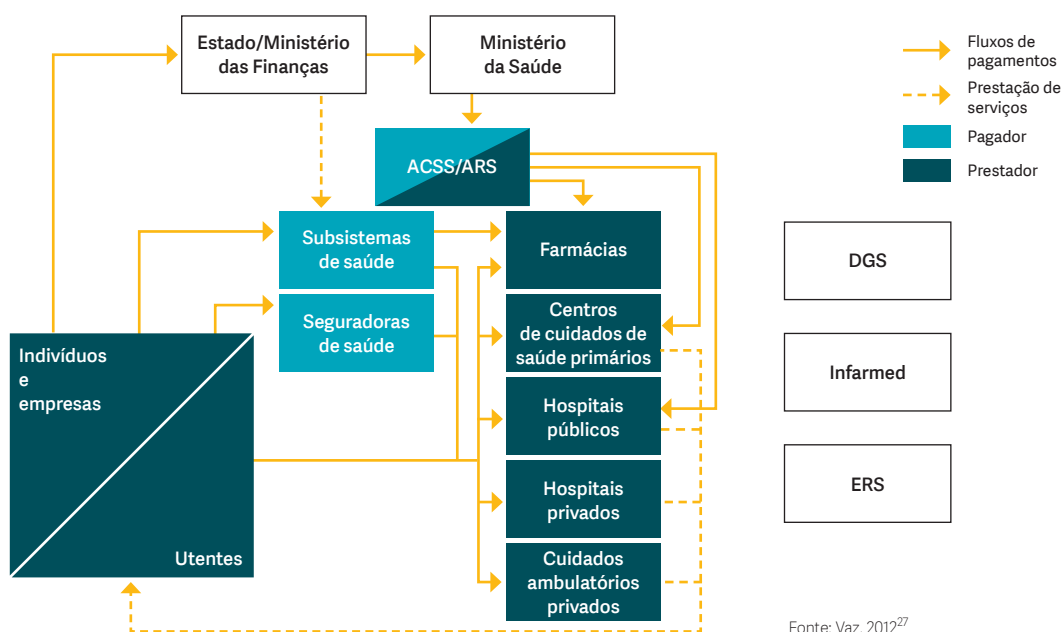 Estado/Ministério
das Finanças
Ministério
da Saúde
Fluxos de
pagamentos
Prestação de
serviços
Pagador
Prestador
ACSS/ARS
Subsistemas
de saúde
Farmácias
DGS
Seguradoras
de saúde
Centros
de cuidados de
saúde primários
Indivíduos
e
empresas
Infarmed
Hospitais
públicos
Hospitais
privados
ERS
Utentes
Cuidados
ambulatórios
privados
Fonte: Vaz, 201227